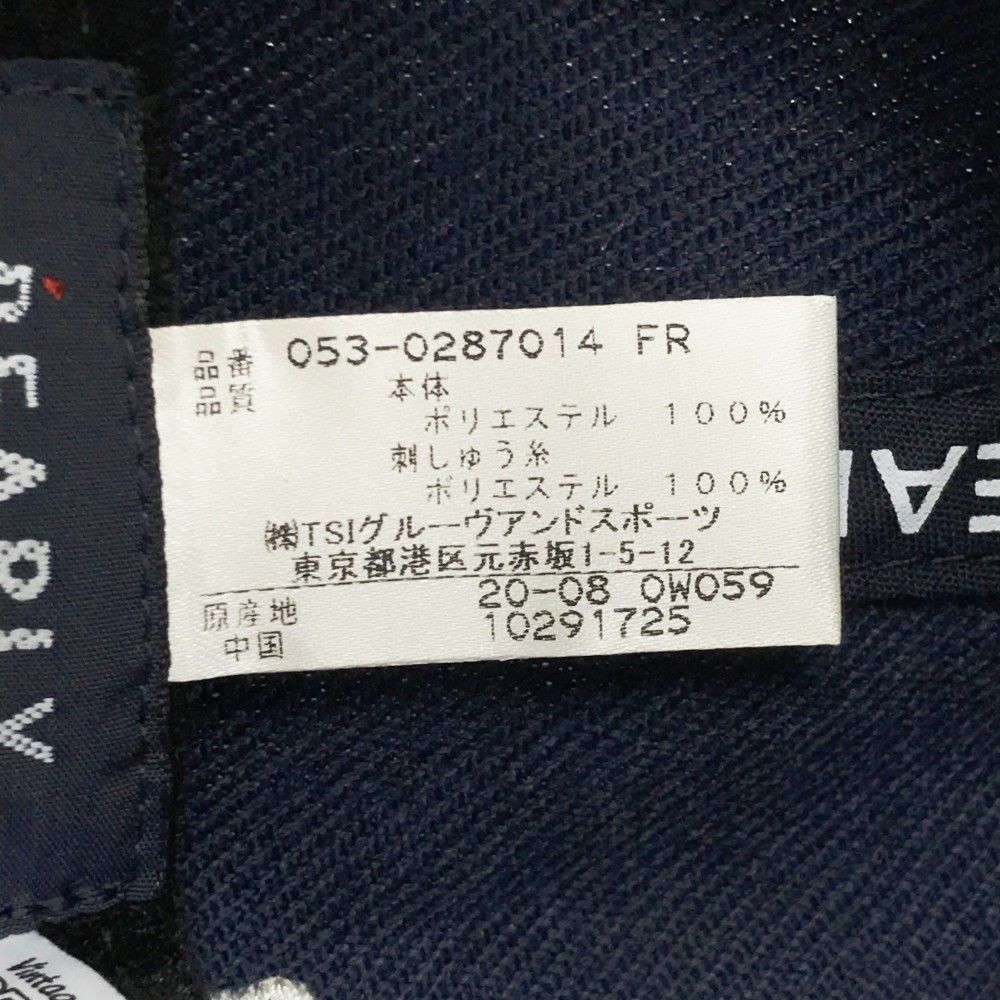 品番 053-0287014 FR
品質 本体
ポリエステル 100%
刺しゅう糸
ポリエステル 100%
㈱TSIグルーヴアンドスポーツ
東京都港区元赤坂1-5-12
20-08 0W059
原産地 10291725
中国
PEARLY
EA
Vintage